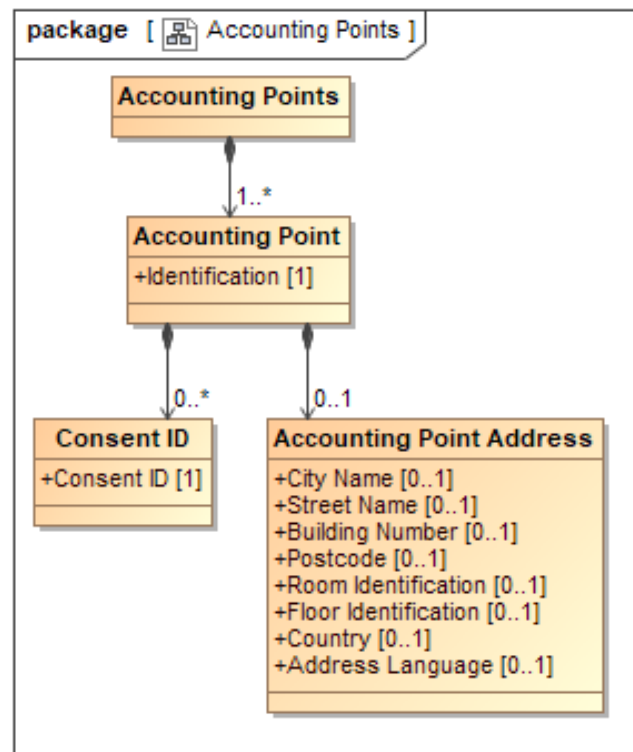 package [ Accounting Points ]
Accounting Points
1..*
Accounting Point
+Identification [1]
0..*
0..1
Consent ID
+Consent ID [1]
Accounting Point Address
+City Name [0..1]
+Street Name [0..1]
+Building Number [0..1]
+Postcode [0..1]
+Room Identification [0..1]
+Floor Identification [0..1]
+Country [0..1]
+Address Language [0..1]